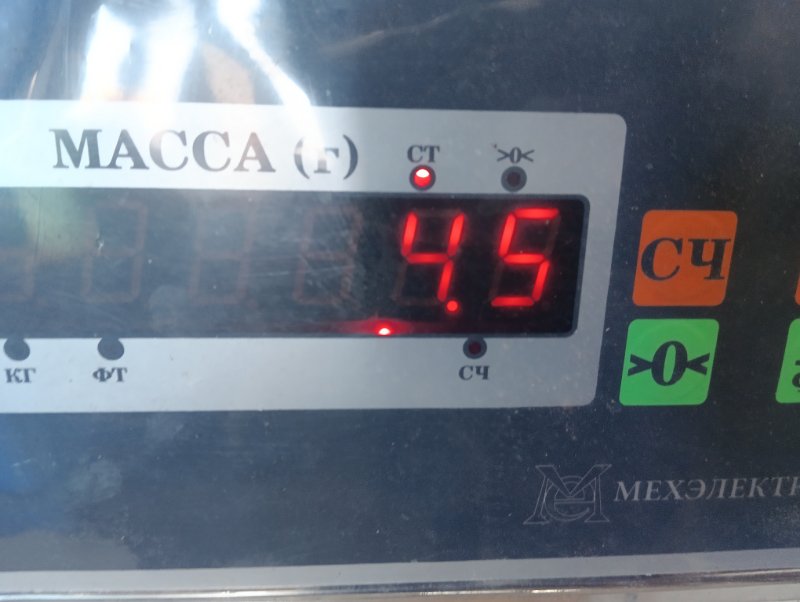 МАССА (г)
СТ >0<
4.5
СЧ
КГ ФТ СЧ
>0<
МЕХЭЛЕКТ